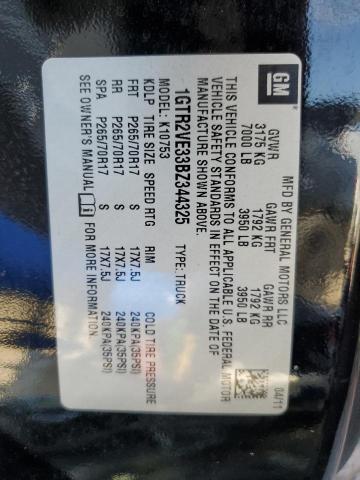 GM
MFD BY GENERAL MOTORS LLC 04/11
GVWR GAWR FRT GAWR RR
3175 KG 1792 KG 1792 KG
7000 LB 3950 LB 3950 LB
THIS VEHICLE CONFORMS TO ALL APPLICABLE U.S. FEDERAL MOTOR
VEHICLE SAFETY STANDARDS IN EFFECT ON THE DATE OF
MANUFACTURE SHOWN ABOVE.
1GTR2VE33BZ344325 TYPE: TRUCK
MODEL: K10753
KDLP TIRE SIZE SPEED RTG RIM COLD TIRE PRESSURE
FRT P265/70R17 S 17X7.5J 240KPA(35PSI)
RR P265/70R17 S 17X7.5J 240KPA(35PSI)
SPA P265/70R17 S 17X7.5J 240KPA(35PSI)
SEE OWNER'S MANUAL FOR MORE INFORMATION.